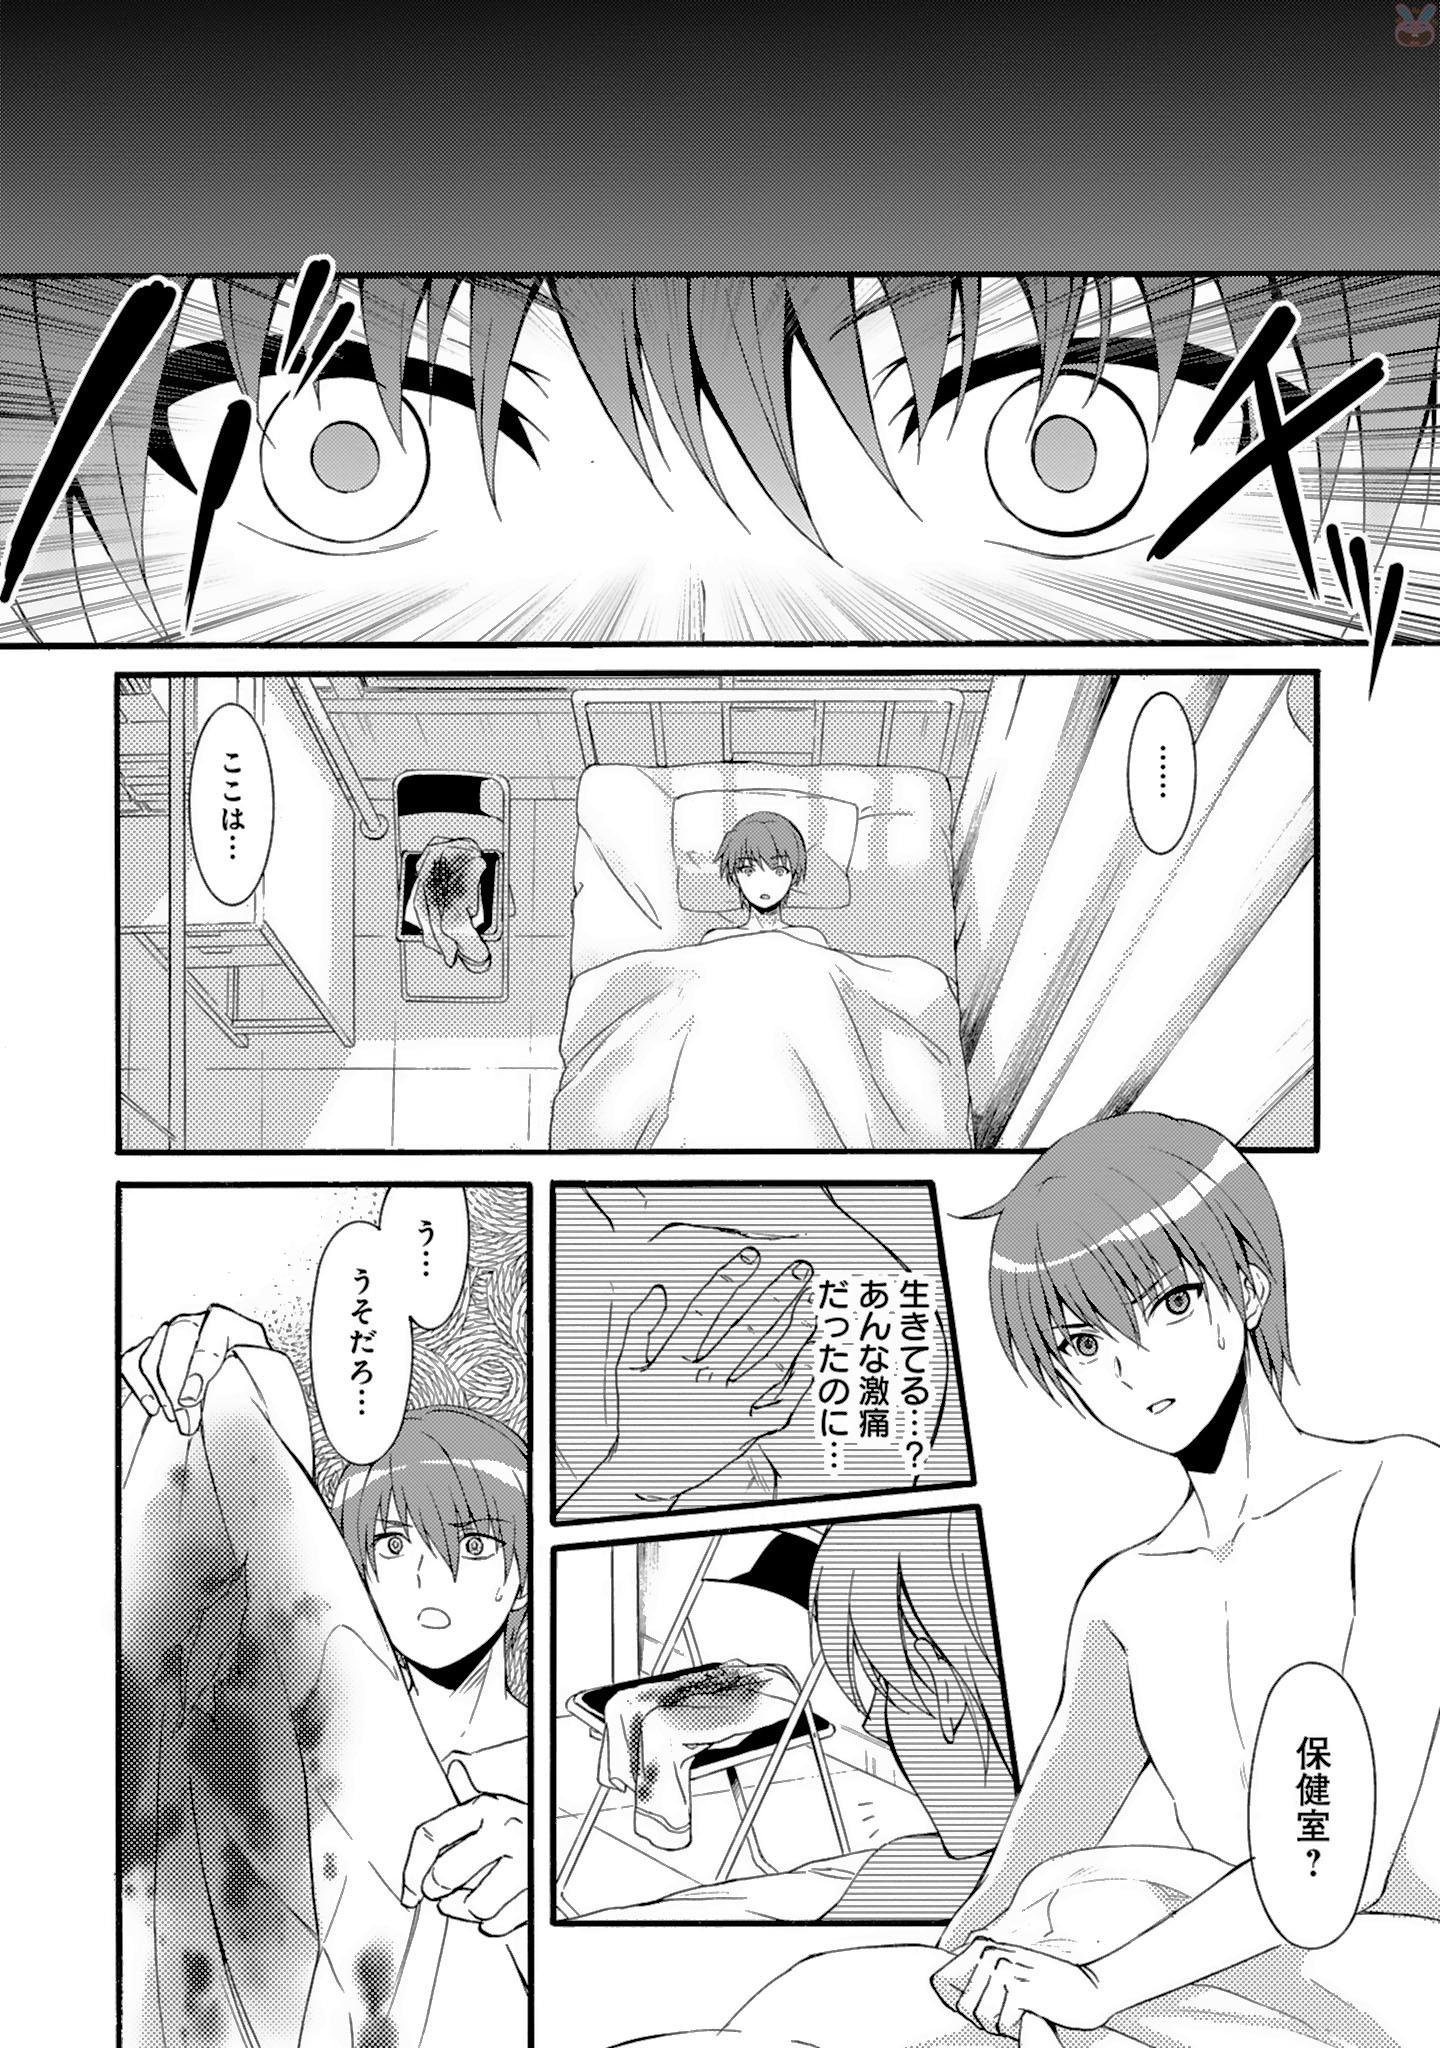 ガバッ
……
ここは…
保健室?
生きてる…?
あんな激痛
だったのに…
う…
うそだろ…